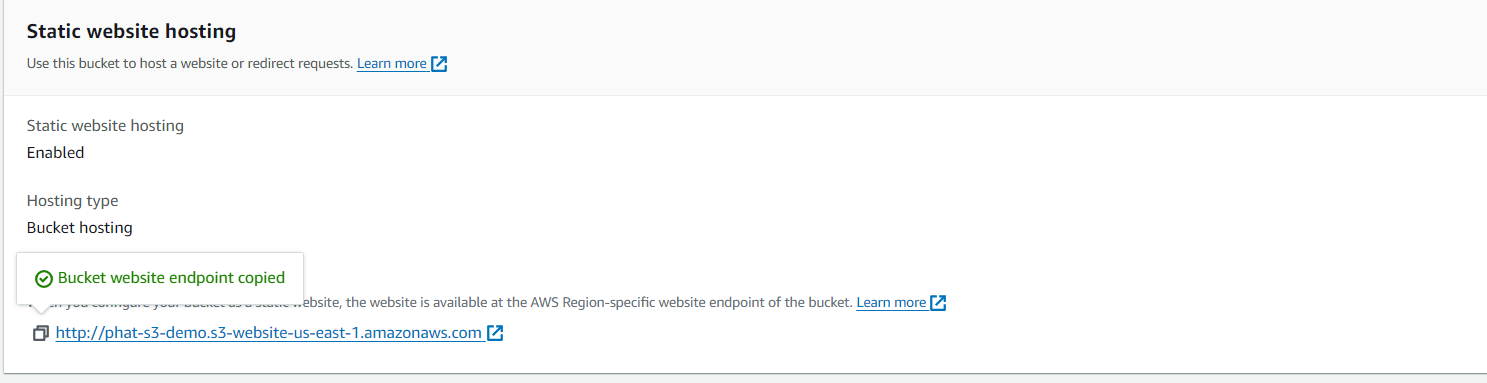 Static website hosting
Use this bucket to host a website or redirect requests. Learn more
Static website hosting
Enabled
Hosting type
Bucket hosting
Bucket website endpoint copied
you configure your bucket as a static website, the website is available at the AWS Region-specific website endpoint of the bucket. Learn more
http://phat-s3-demo.s3-website-us-east-1.amazonaws.com